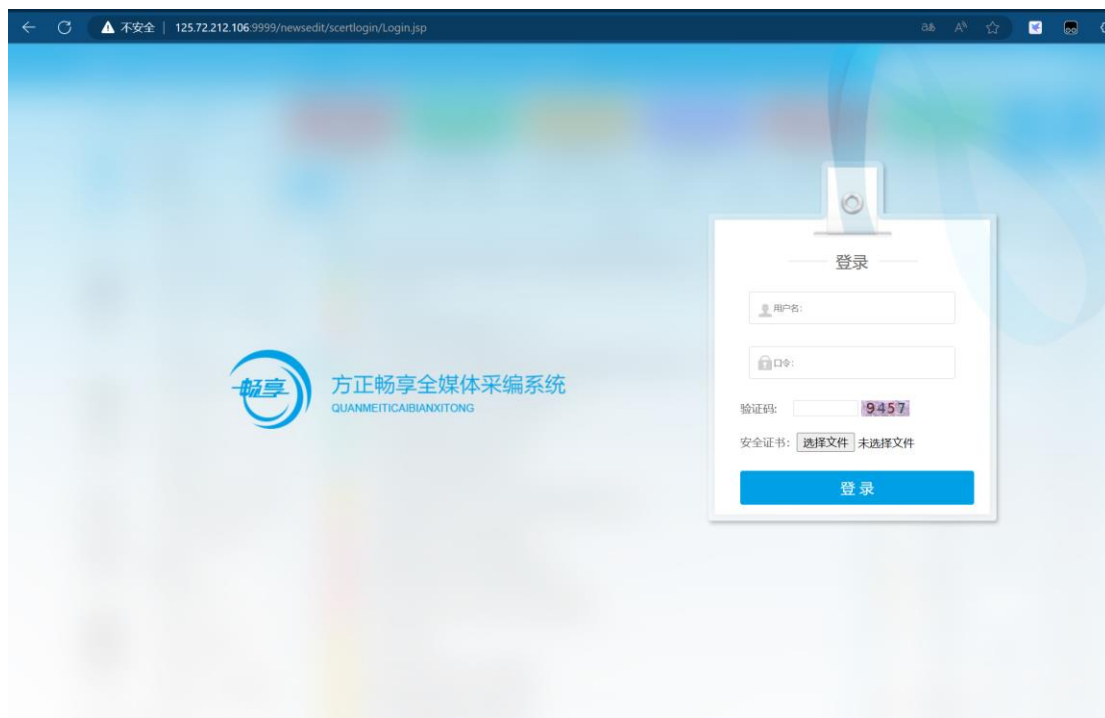 不安全 | 125.72.212.106:9999/newsedit/scertlogin/Login.jsp
登录
用户名:
口令:
畅享
方正畅享全媒体采编系统
QUANMEITICAIBIANXITONG
验证码: 9457
安全证书: 选择文件 未选择文件
登 录